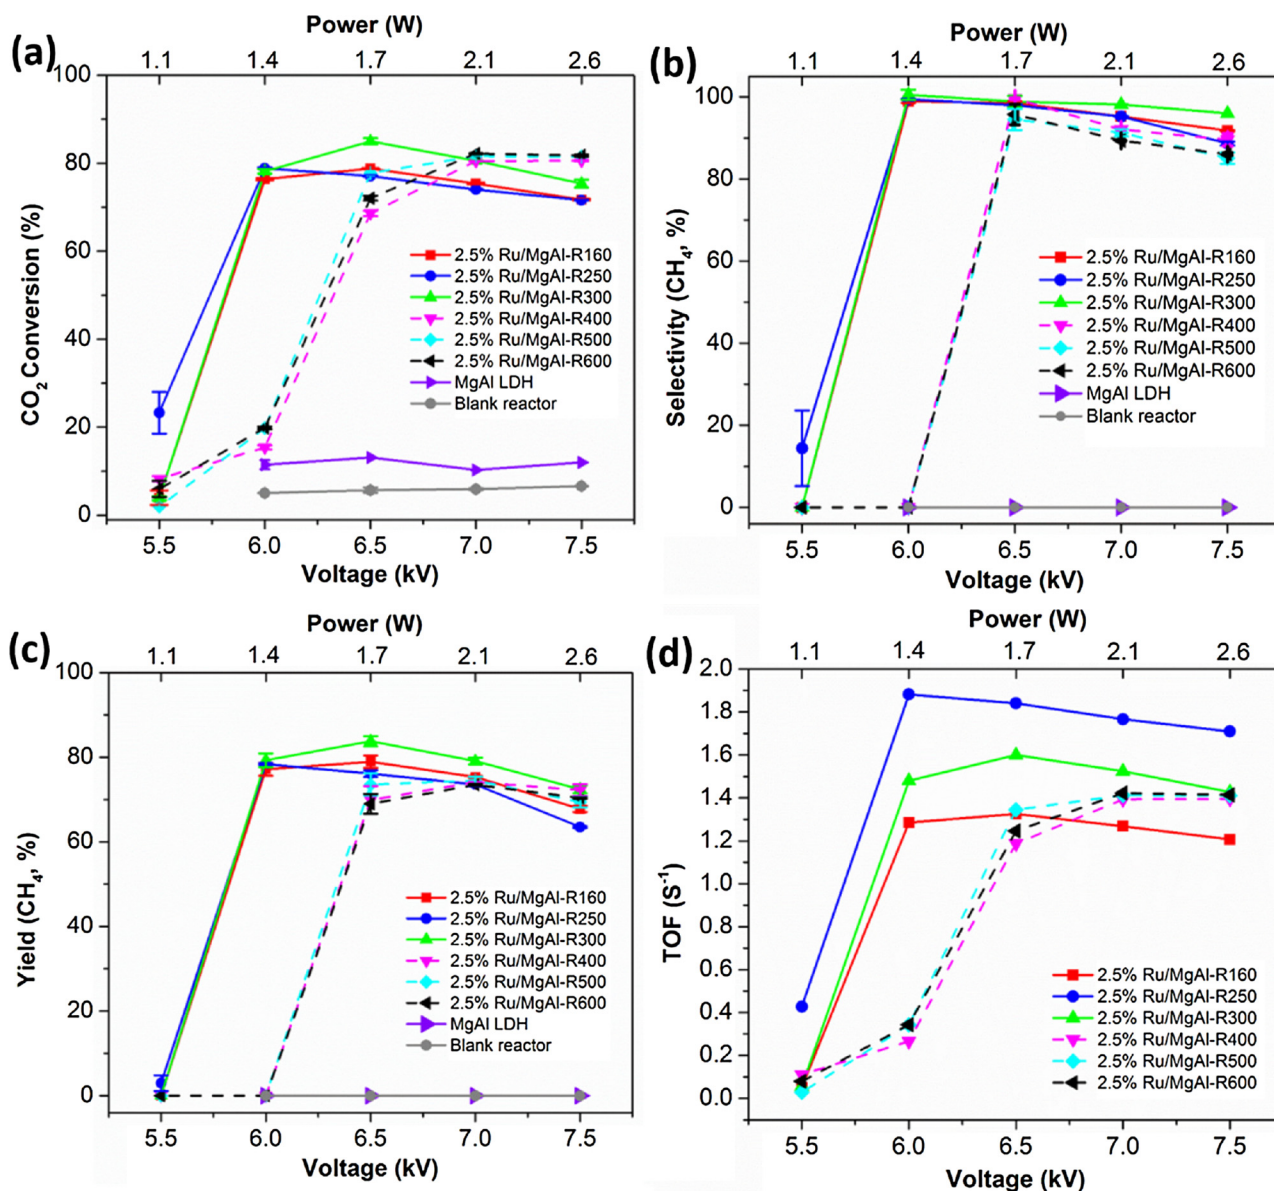 (a)
Power (W)
1.1 1.4 1.7 2.1 2.6
100
80
60
40
20
0
CO₂ Conversion (%)
2.5% Ru/MgAl-R160
2.5% Ru/MgAl-R250
2.5% Ru/MgAl-R300
2.5% Ru/MgAl-R400
2.5% Ru/MgAl-R500
2.5% Ru/MgAl-R600
MgAl LDH
Blank reactor
5.5 6.0 6.5 7.0 7.5
Voltage (kV)
(b)
Power (W)
1.1 1.4 1.7 2.1 2.6
100
80
60
40
20
0
Selectivity (CH₄, %)
2.5% Ru/MgAl-R160
2.5% Ru/MgAl-R250
2.5% Ru/MgAl-R300
2.5% Ru/MgAl-R400
2.5% Ru/MgAl-R500
2.5% Ru/MgAl-R600
MgAl LDH
Blank reactor
5.5 6.0 6.5 7.0 7.5
Voltage (kV)
(c)
Power (W)
1.1 1.4 1.7 2.1 2.6
100
80
60
40
20
0
Yield (CH₄, %)
2.5% Ru/MgAl-R160
2.5% Ru/MgAl-R250
2.5% Ru/MgAl-R300
2.5% Ru/MgAl-R400
2.5% Ru/MgAl-R500
2.5% Ru/MgAl-R600
MgAl LDH
Blank reactor
5.5 6.0 6.5 7.0 7.5
Voltage (kV)
(d)
Power (W)
1.1 1.4 1.7 2.1 2.6
2.0
1.8
1.6
1.4
1.2
1.0
0.8
0.6
0.4
0.2
0.0
TOF (S⁻¹)
2.5% Ru/MgAl-R160
2.5% Ru/MgAl-R250
2.5% Ru/MgAl-R300
2.5% Ru/MgAl-R400
2.5% Ru/MgAl-R500
2.5% Ru/MgAl-R600
5.5 6.0 6.5 7.0 7.5
Voltage (kV)